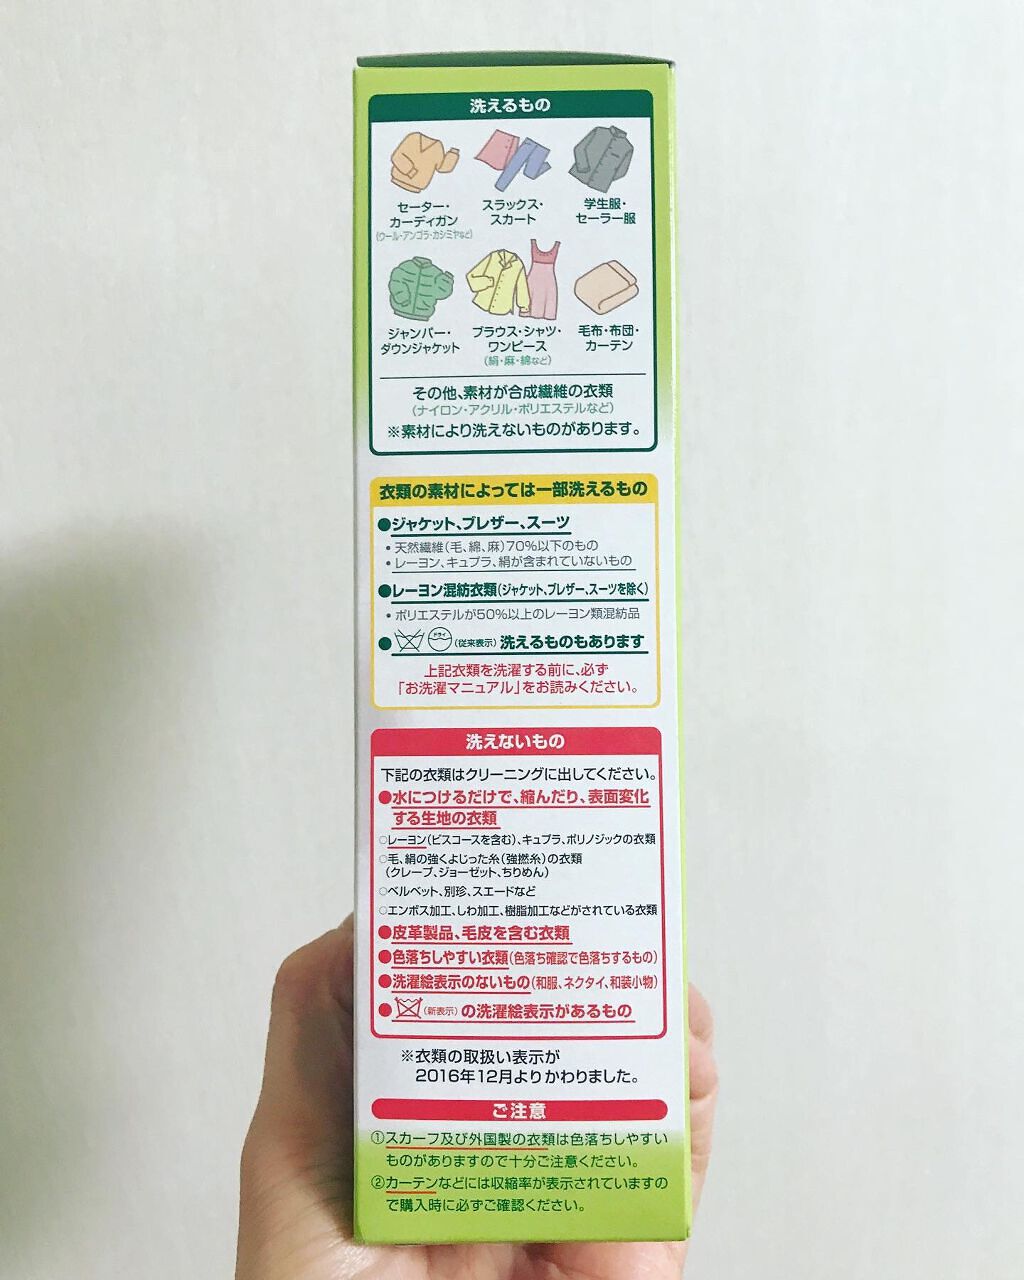 洗えるもの
セーター・
カーディガン
(ウール・アンゴラ・カシミヤなど)
スラックス・
スカート
学生服・
セーラー服
ジャンパー・
ダウンジャケット
ブラウス・シャツ・
ワンピース
(絹・麻・綿など)
毛布・布団・
カーテン
その他、素材が合成繊維の衣類
(ナイロン・アクリル・ポリエステルなど)
※素材により洗えないものがあります。
衣類の素材によっては一部洗えるもの
●ジャケット、ブレザー、スーツ
・天然繊維(毛、綿、麻)70%以下のもの
・レーヨン、キュプラ、絹が含まれていないもの
●レーヨン混紡衣類(ジャケット、ブレザー、スーツを除く)
・ポリエステルが50%以上のレーヨン類混紡品
● ドライ (従来表示) 洗えるものもあります
上記衣類を洗濯する前に、必ず
「お洗濯マニュアル」をお読みください。
洗えないもの
下記の衣類はクリーニングに出してください。
●水につけるだけで、縮んだり、表面変化
する生地の衣類
○レーヨン(ビスコースを含む)、キュプラ、ポリノジックの衣類
○毛、絹の強くよじった糸(強撚糸)の衣類
(クレープ、ジョーゼット、ちりめん)
○ベルベット、別珍、スエードなど
○エンボス加工、しわ加工、樹脂加工などがされている衣類
●皮革製品、毛皮を含む衣類
●色落ちしやすい衣類(色落ち確認で色落ちするもの)
●洗濯絵表示のないもの(和服、ネクタイ、和装小物)
● (新表示) の洗濯絵表示があるもの
※衣類の取扱い表示が
2016年12月よりかわりました。
ご注意
①スカーフ及び外国製の衣類は色落ちしやすい
ものがありますので十分ご注意ください。
②カーテンなどには収縮率が表示されていますの
で購入時に必ずご確認ください。